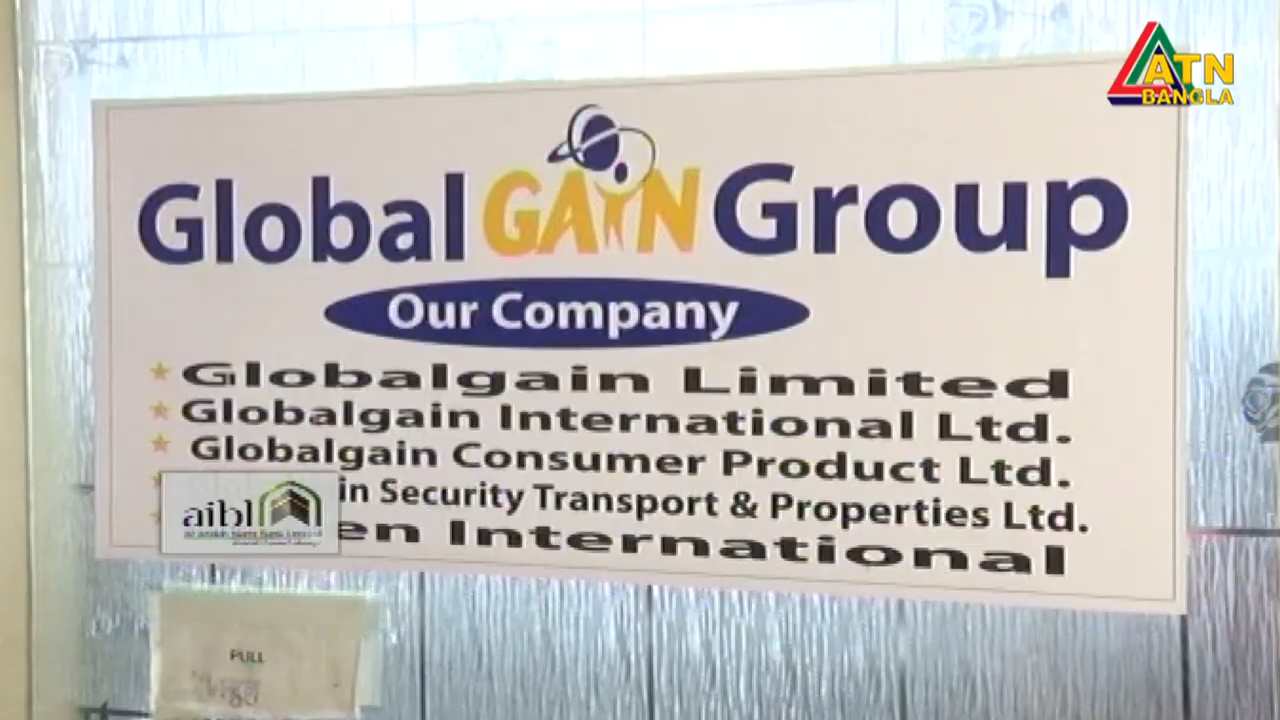 ATN
BANGLA
Global GAIN Group
Our Company
Globalgain Limited
Globalgain International Ltd.
Globalgain Consumer Product Ltd.
in Security Transport & Properties Ltd.
en International
aibl
PULL